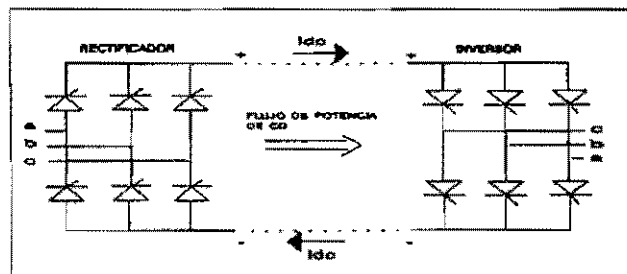 RECTIFICADOR
+ Idc +
INVERSOR
FLUJO DE POTENCIA
DE CD
- Idc -